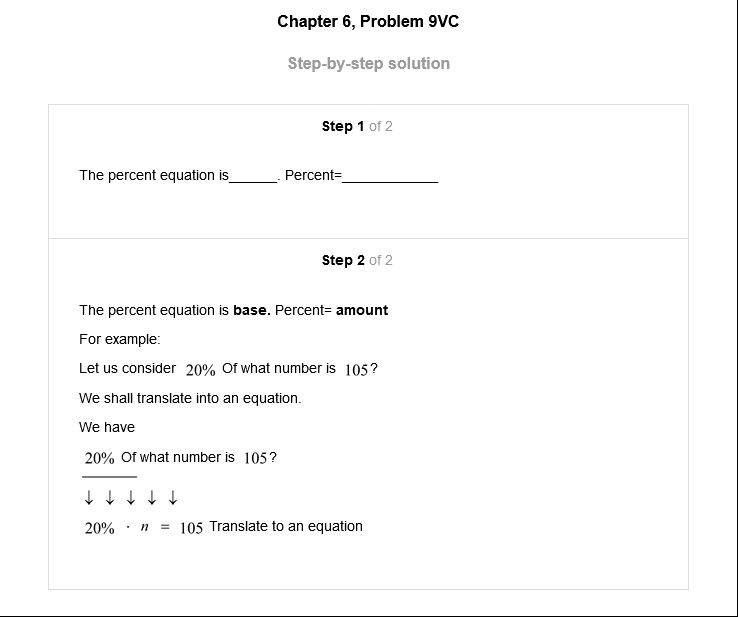 Chapter 6, Problem 9VC
Step-by-step solution
Step 1 of 2
The percent equation is______. Percent=____________
Step 2 of 2
The percent equation is base. Percent= amount
For example:
Let us consider 20% Of what number is 105?
We shall translate into an equation.
We have
20% Of what number is 105?
↓ ↓ ↓ ↓ ↓
20% · n = 105 Translate to an equation